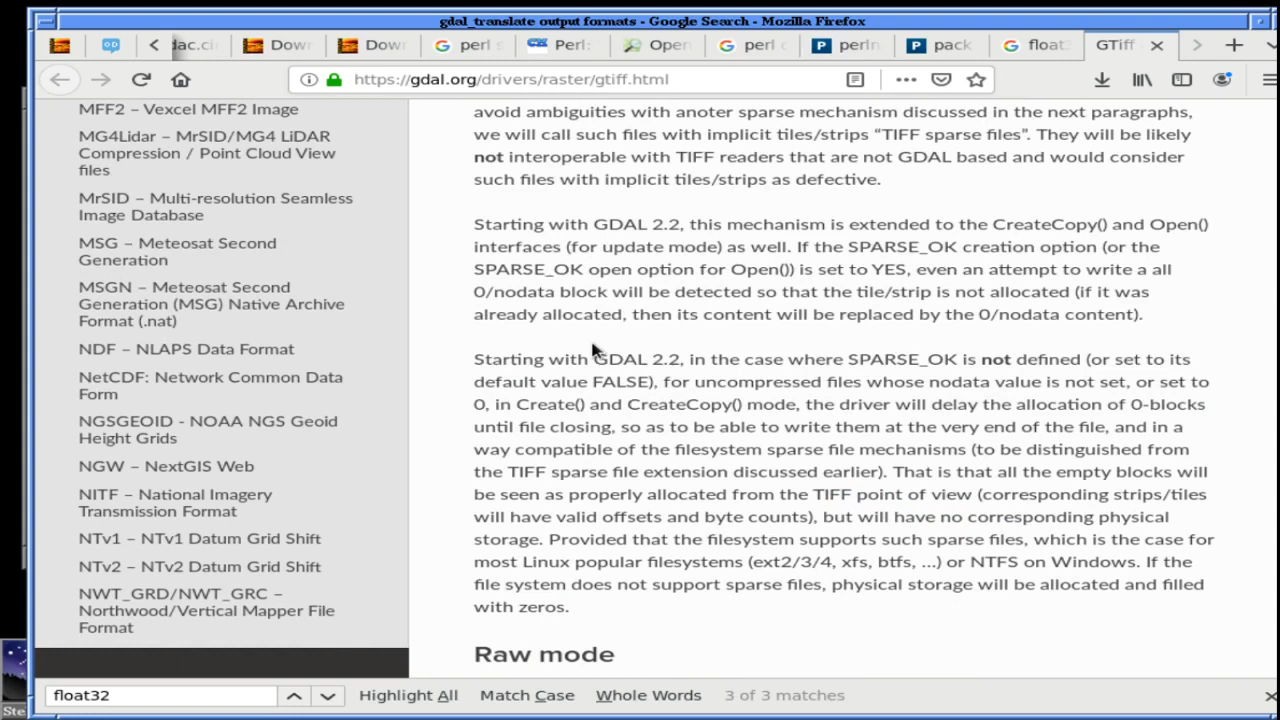 gdal_translate output formats - Google Search - Mozilla Firefox
dac.ci Down Dow perl s Perl: Open perl c perln pack float GTiff
https://gdal.org/drivers/raster/gtiff.html
MFF2 – Vexcel MFF2 Image
MG4Lidar – MrSID/MG4 LiDAR
Compression / Point Cloud View
files
MrSID – Multi-resolution Seamless
Image Database
MSG – Meteosat Second
Generation
MSGN – Meteosat Second
Generation (MSG) Native Archive
Format (.nat)
NDF – NLAPS Data Format
NetCDF: Network Common Data
Form
NGSGEOID - NOAA NGS Geoid
Height Grids
NGW – NextGIS Web
NITF – National Imagery
Transmission Format
NTv1 – NTv1 Datum Grid Shift
NTv2 – NTv2 Datum Grid Shift
NWT_GRD/NWT_GRC –
Northwood/Vertical Mapper File
Format
avoid ambiguities with anoter sparse mechanism discussed in the next paragraphs,
we will call such files with implicit tiles/strips “TIFF sparse files”. They will be likely
not interoperable with TIFF readers that are not GDAL based and would consider
such files with implicit tiles/strips as defective.
Starting with GDAL 2.2, this mechanism is extended to the CreateCopy() and Open()
interfaces (for update mode) as well. If the SPARSE_OK creation option (or the
SPARSE_OK open option for Open()) is set to YES, even an attempt to write a all
0/nodata block will be detected so that the tile/strip is not allocated (if it was
already allocated, then its content will be replaced by the 0/nodata content).
Starting with GDAL 2.2, in the case where SPARSE_OK is not defined (or set to its
default value FALSE), for uncompressed files whose nodata value is not set, or set to
0, in Create() and CreateCopy() mode, the driver will delay the allocation of 0-blocks
until file closing, so as to be able to write them at the very end of the file, and in a
way compatible of the filesystem sparse file mechanisms (to be distinguished from
the TIFF sparse file extension discussed earlier). That is that all the empty blocks will
be seen as properly allocated from the TIFF point of view (corresponding strips/tiles
will have valid offsets and byte counts), but will have no corresponding physical
storage. Provided that the filesystem supports such sparse files, which is the case for
most Linux popular filesystems (ext2/3/4, xfs, btfs, ...) or NTFS on Windows. If the
file system does not support sparse files, physical storage will be allocated and filled
with zeros.
Raw mode
float32 Highlight All Match Case Whole Words 3 of 3 matches
Ste